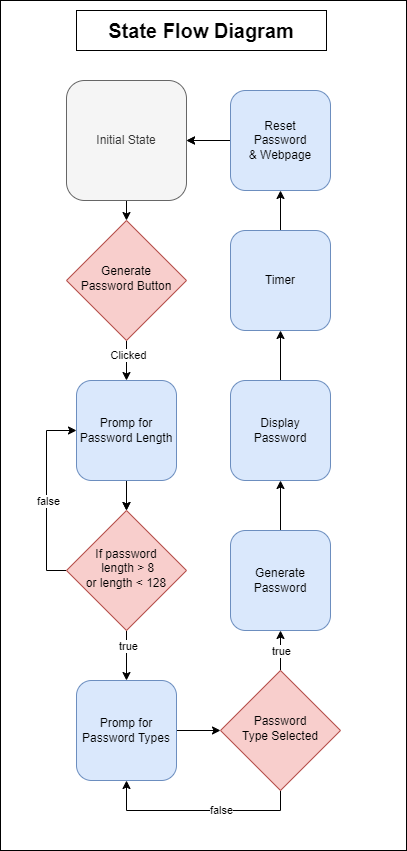 State Flow Diagram
Initial State
Reset
Password
& Webpage
Generate
Password Button
Timer
Clicked
Promp for
Password Length
Display
Password
false
If password
length > 8
or length < 128
Generate
Password
true
true
Promp for
Password Types
Password
Type Selected
false